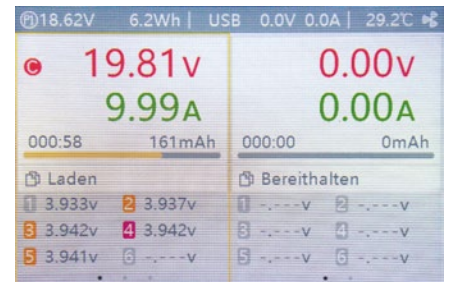 18.62V 6.2Wh | USB 0.0V 0.0A | 29.2℃
C 19.81V 0.00V
9.99A 0.00A
000:58 161mAh 000:00 0mAh
Laden Bereithalten
1 3.933V 2 3.937V 1 -.---V 2 -.---V
3 3.942V 4 3.942V 3 -.---V 4 -.---V
5 3.941V 6 -.---V 5 -.---V 6 -.---V